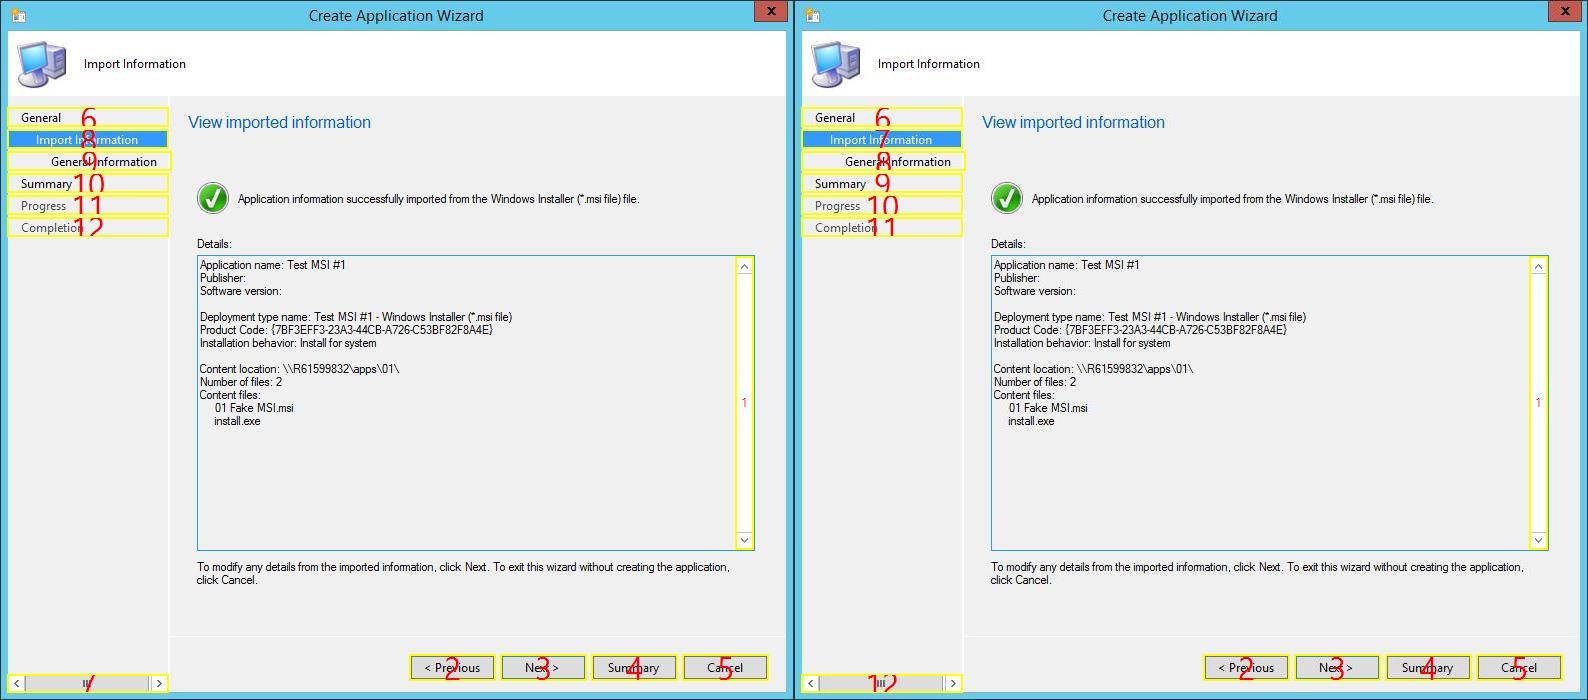 Create Application Wizard
x
Import Information
General 6
Import Information 8
General Information 9
Summary 10
Progress 11
Completion 12
View imported information
Application information successfully imported from the Windows Installer (*.msi file) file.
Details:
Application name: Test MSI #1
Publisher:
Software version:
Deployment type name: Test MSI #1 - Windows Installer (*.msi file)
Product Code: {7BF3EFF3-23A3-44CB-A726-C53BF82F8A4E}
Installation behavior: Install for system
Content location: \\R61599832\apps\01\
Number of files: 2
Content files:
01 Fake MSI.msi
install.exe
1
To modify any details from the imported information, click Next. To exit this wizard without creating the application,
click Cancel.
< Previous 2
Next > 3
Summary 4
Cancel 5
7
Create Application Wizard
x
Import Information
General 6
Import Information 7
General Information 8
Summary 9
Progress 10
Completion 11
View imported information
Application information successfully imported from the Windows Installer (*.msi file) file.
Details:
Application name: Test MSI #1
Publisher:
Software version:
Deployment type name: Test MSI #1 - Windows Installer (*.msi file)
Product Code: {7BF3EFF3-23A3-44CB-A726-C53BF82F8A4E}
Installation behavior: Install for system
Content location: \\R61599832\apps\01\
Number of files: 2
Content files:
01 Fake MSI.msi
install.exe
1
To modify any details from the imported information, click Next. To exit this wizard without creating the application,
click Cancel.
< Previous 2
Next > 3
Summary 4
Cancel 5
12